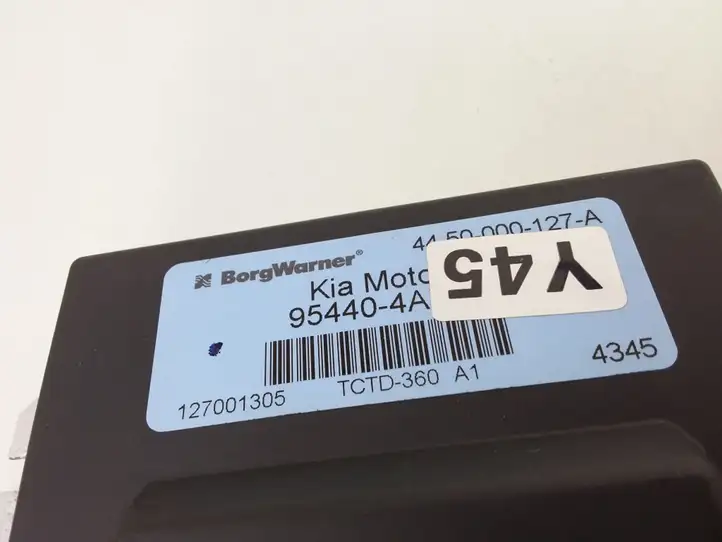 44-50-000-127-A
BorgWarner®
Kia Moto
95440-4A
Y45
TCTD-360 A1
4345
127001305